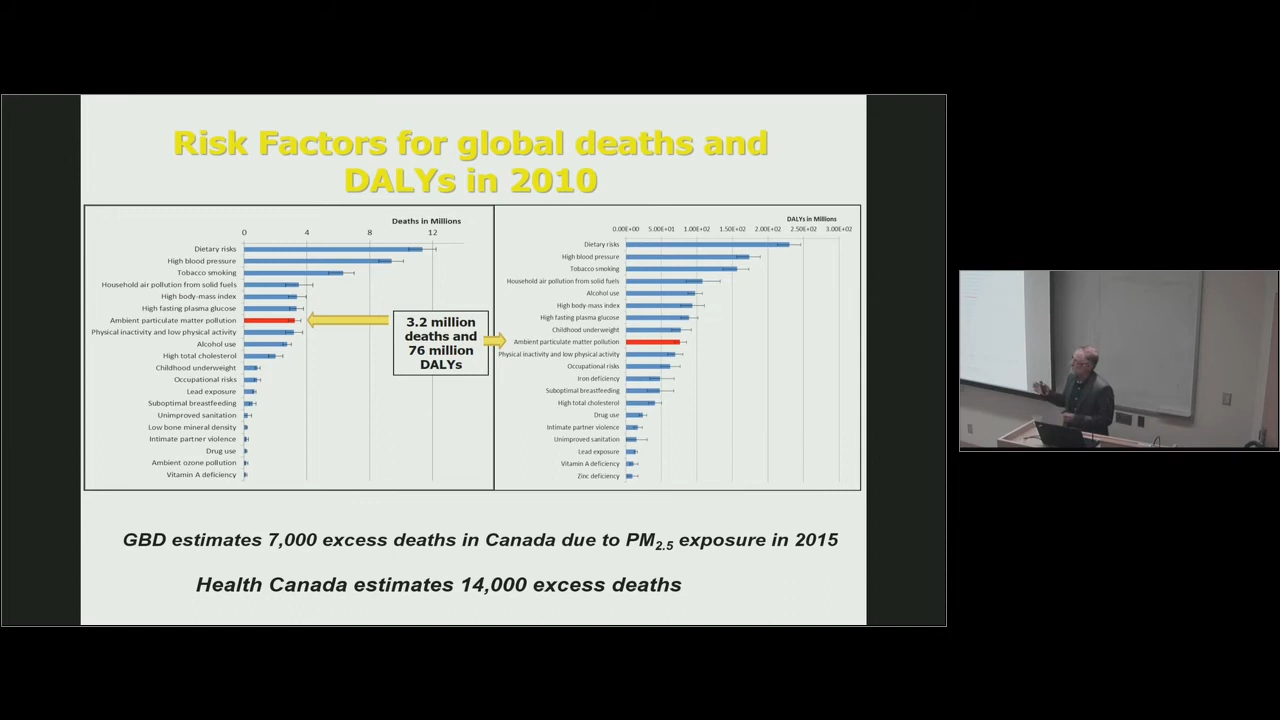 Risk Factors for global deaths and
DALYs in 2010
Deaths in Millions
0 4 8 12
Dietary risks
High blood pressure
Tobacco smoking
Household air pollution from solid fuels
High body-mass index
High fasting plasma glucose
Ambient particulate matter pollution
Physical inactivity and low physical activity
Alcohol use
High total cholesterol
Childhood underweight
Occupational risks
Lead exposure
Suboptimal breastfeeding
Unimproved sanitation
Low bone mineral density
Intimate partner violence
Drug use
Ambient ozone pollution
Vitamin A deficiency
3.2 million
deaths and
76 million
DALYs
DALYs in Millions
0.00E+00 5.00E+01 1.00E+02 1.50E+02 2.00E+02 2.50E+02 3.00E+02
Dietary risks
High blood pressure
Tobacco smoking
Household air pollution from solid fuels
Alcohol use
High body-mass index
High fasting plasma glucose
Childhood underweight
Ambient particulate matter pollution
Physical inactivity and low physical activity
Occupational risks
Iron deficiency
Suboptimal breastfeeding
High total cholesterol
Drug use
Intimate partner violence
Unimproved sanitation
Lead exposure
Vitamin A deficiency
Zinc deficiency
GBD estimates 7,000 excess deaths in Canada due to PM2.5 exposure in 2015
Health Canada estimates 14,000 excess deaths